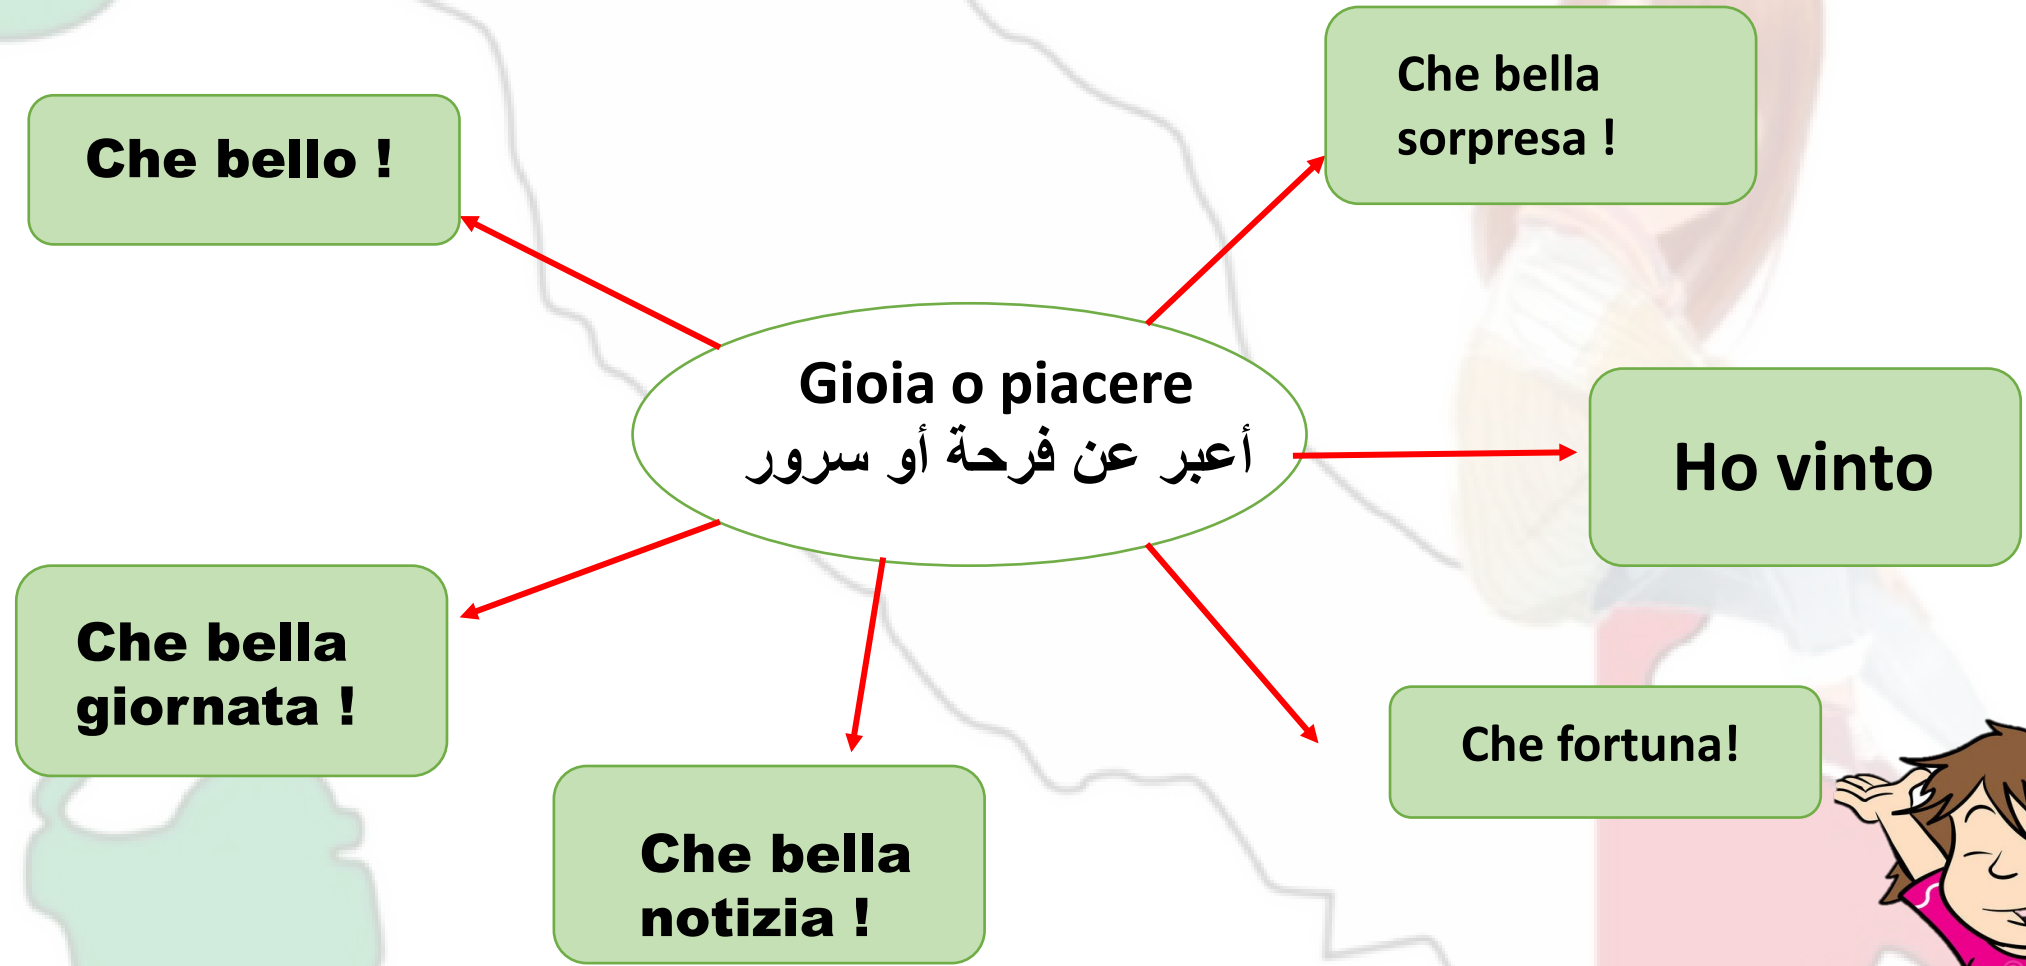 Che bello !
Che bella
sorpresa !
Gioia o piacere
أعبر عن فرحة أو سرور
Ho vinto
Che bella
giornata !
Che fortuna!
Che bella
notizia !